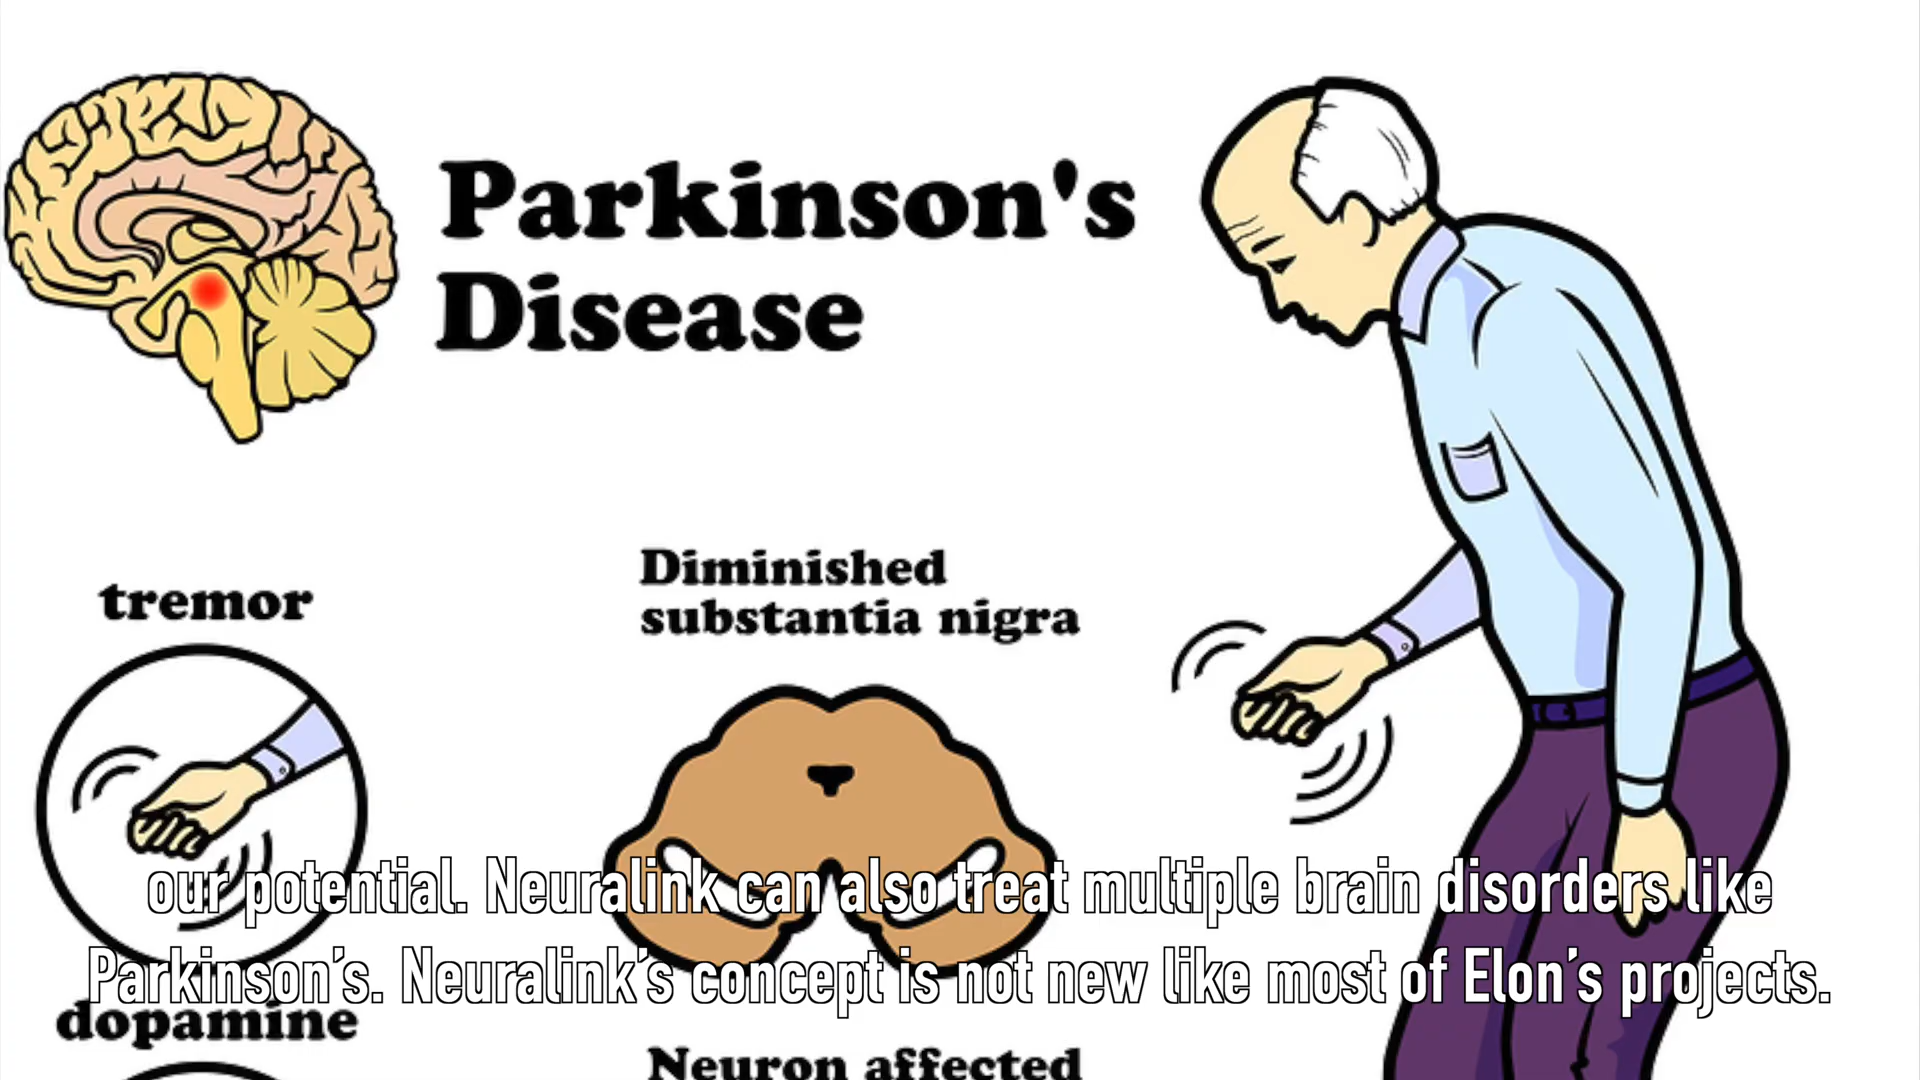 Parkinson's
Disease
Diminished
substantia nigra
tremor
our potential. Neuralink can also treat multiple brain disorders like
Parkinson's. Neuralink's concept is not new like most of Elon's projects.
dopamine
Neuron affected